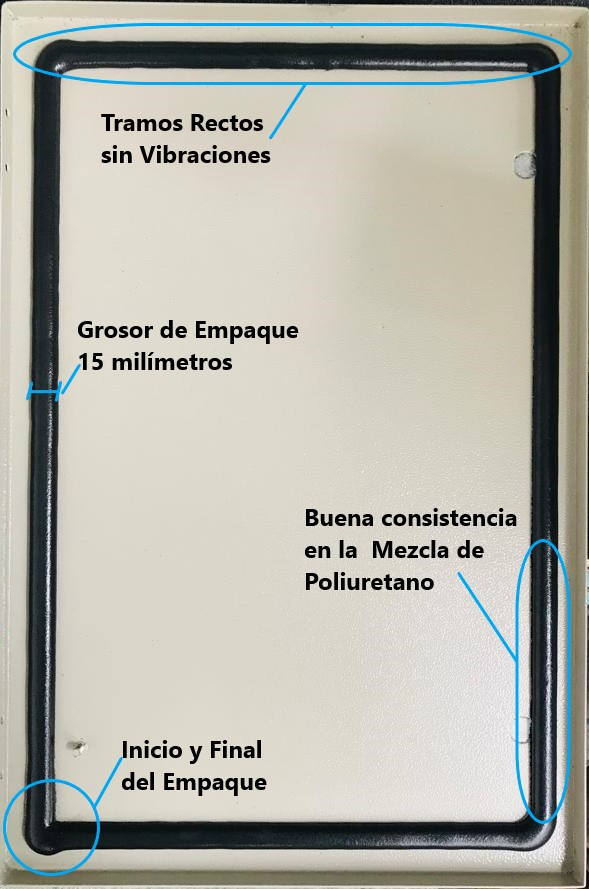 Tramos Rectos
sin Vibraciones
Grosor de Empaque
15 milímetros
Buena consistencia
en la  Mezcla de
Poliuretano
Inicio y Final
del Empaque